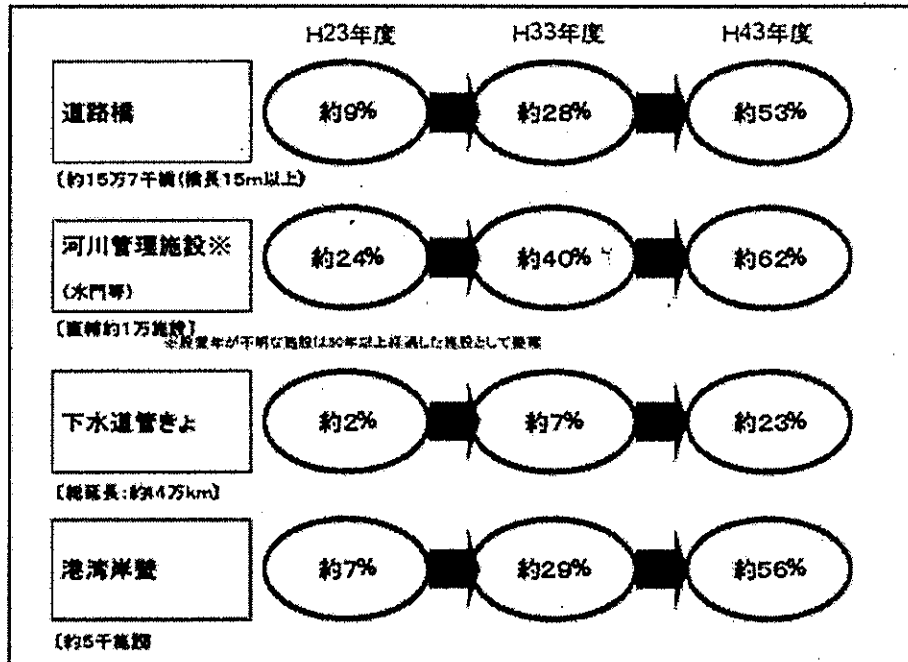 H23年度 H33年度 H43年度
道路橋 約9% 約28% 約53%
(約15万7千橋(橋長15m以上)
河川管理施設※
(水門等)
約24% 約40% 約62%
[直轄約1万施設]
※設置年が不明な施設は50年以上経過した施設として整理
下水道管きょ 約2% 約7% 約23%
[総延長:約44万km]
港湾岸壁 約7% 約29% 約56%
(約5千施設